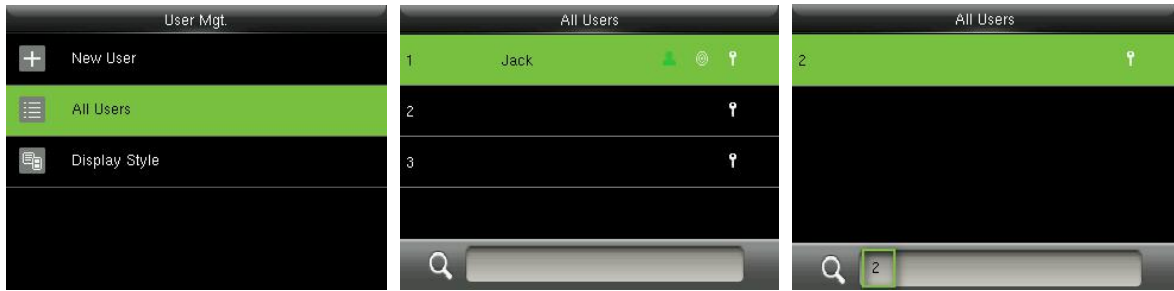 User Mgt.
New User
All Users
Display Style
All Users
1 Jack
2
3
All Users
2
2